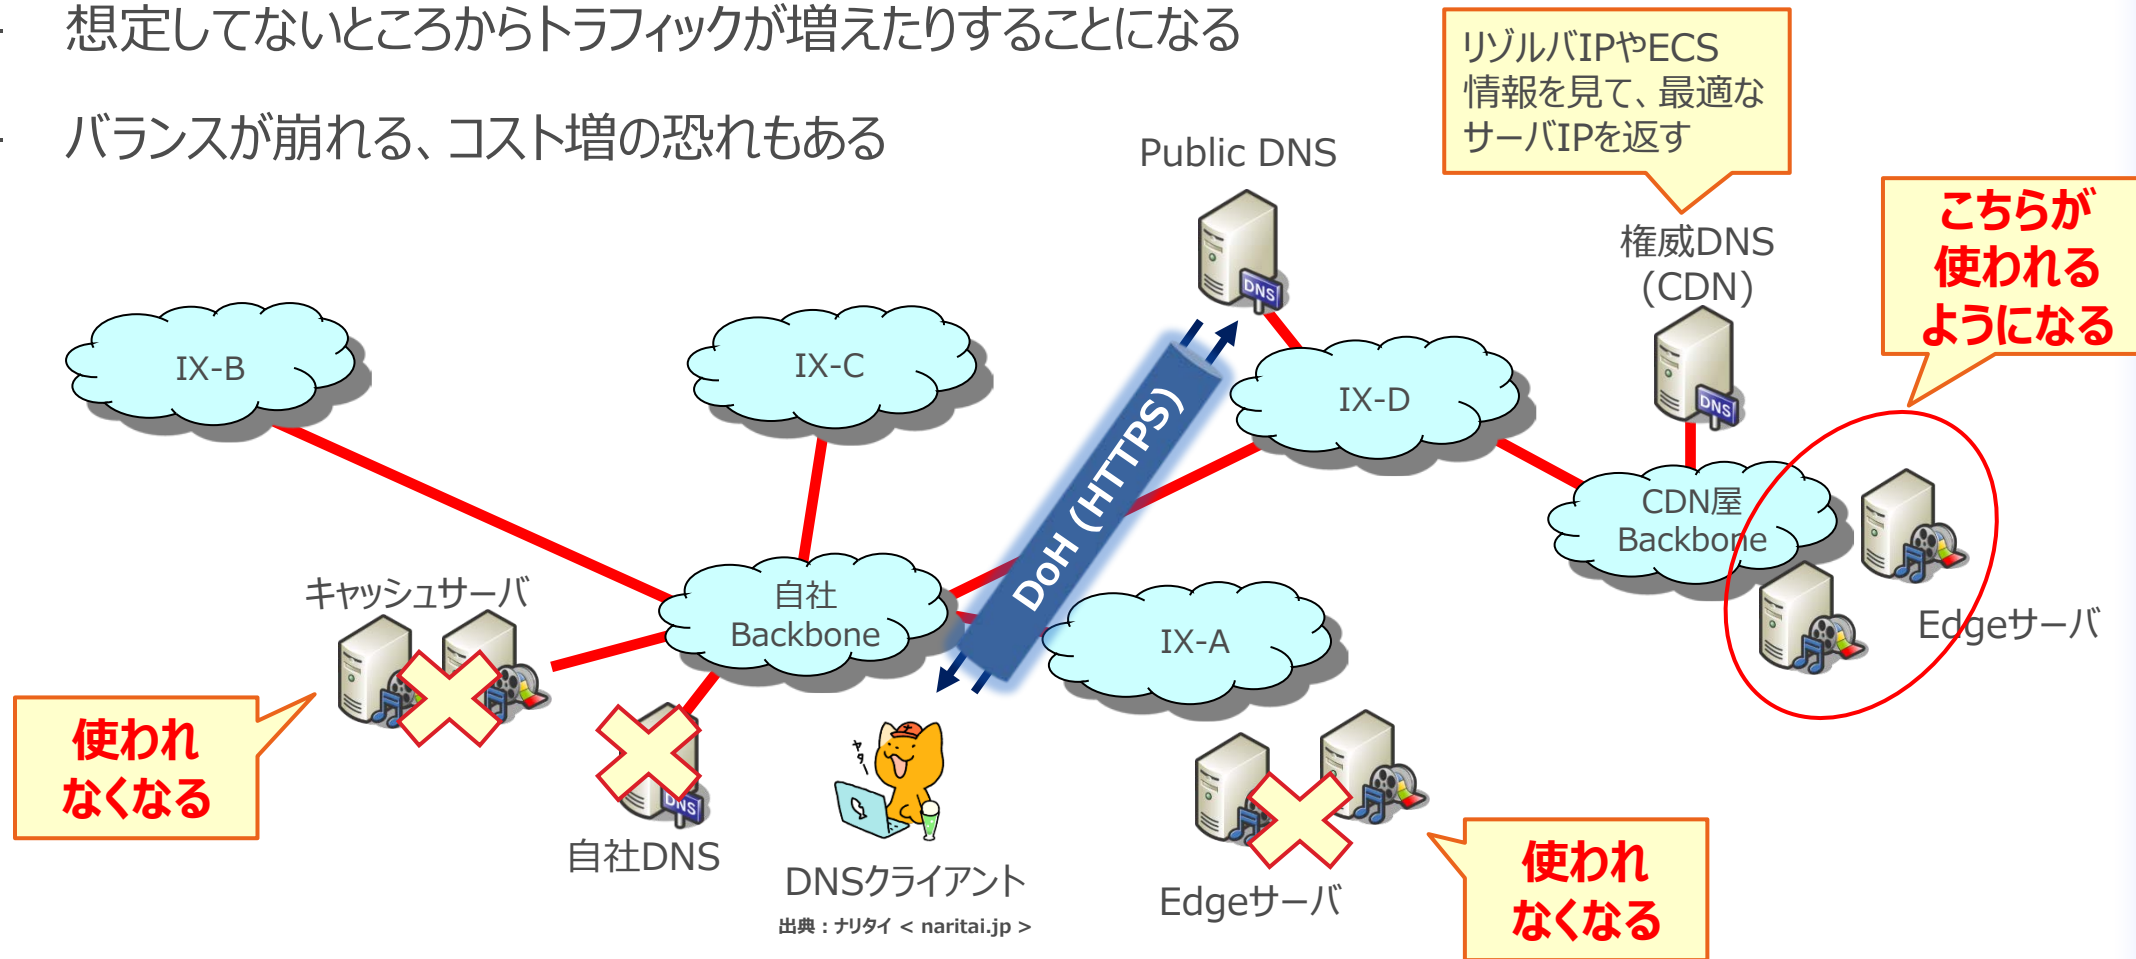 - 想定してないところからトラフィックが増えたりすることになる
- バランスが崩れる、コスト増の恐れもある
リゾルバIPやECS
情報を見て、最適な
サーバIPを返す
Public DNS
こちらが
使われる
ようになる
権威DNS
(CDN)
DNS
DNS
IX-B
IX-C
IX-D
DoH (HTTPS)
CDN屋
Backbone
キャッシュサーバ
自社
Backbone
IX-A
Edgeサーバ
使われ
なくなる
ヤター
DNS
自社DNS
DNSクライアント
出典：ナリタイ < naritai.jp >
Edgeサーバ
使われ
なくなる